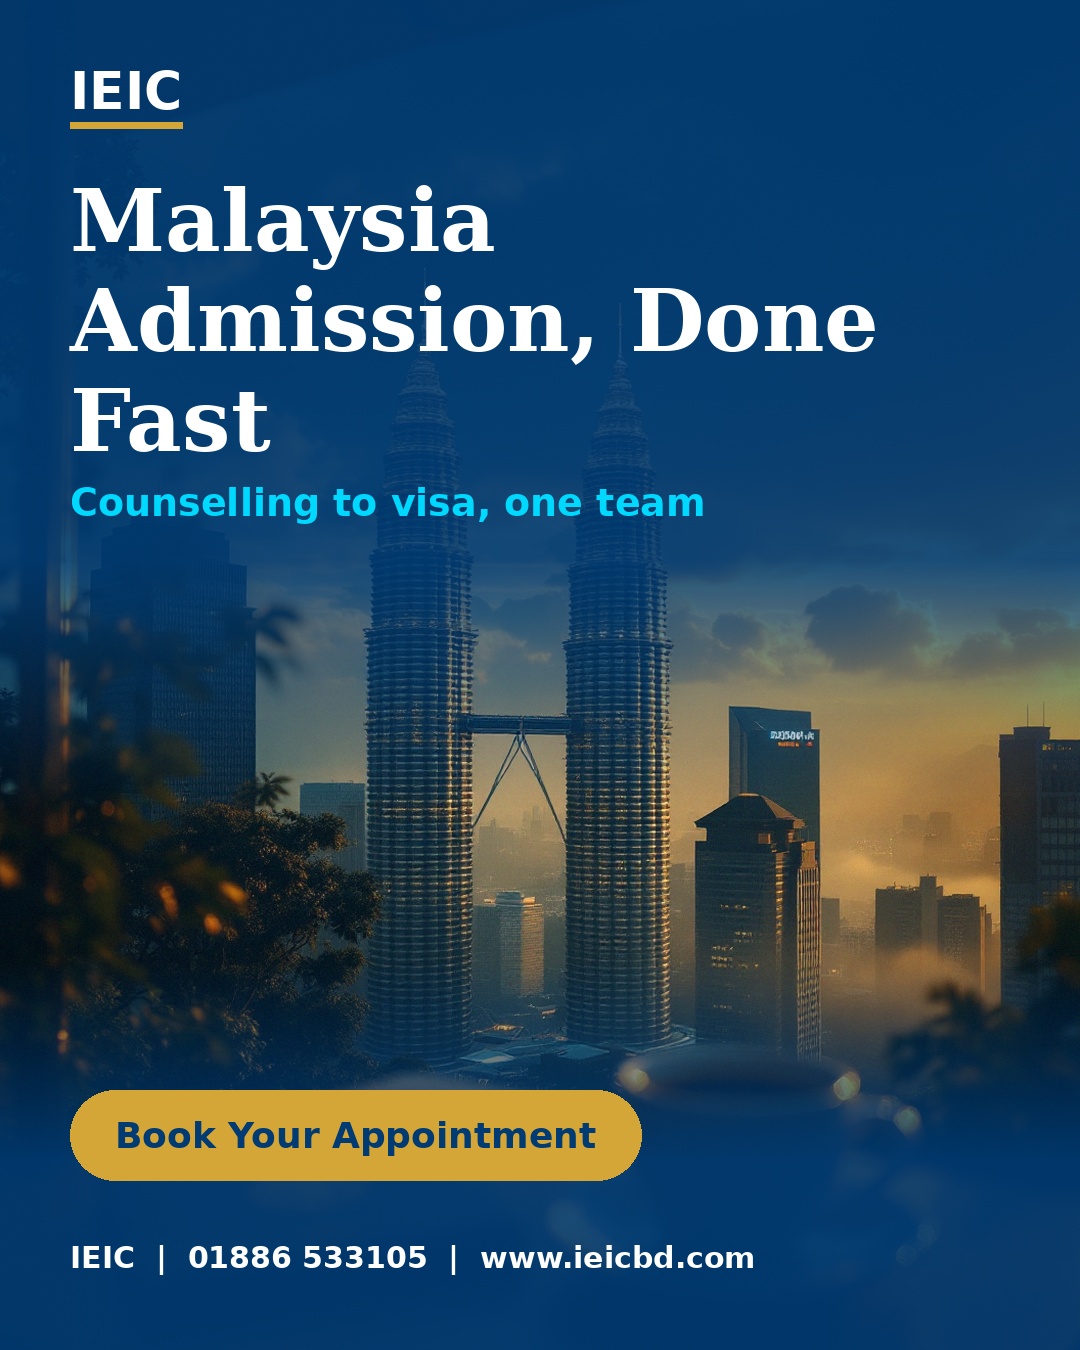 IEIC
Malaysia
Admission, Done
Fast
Counselling to visa, one team
Book Your Appointment
IEIC | 01886 533105 | www.ieicbd.com